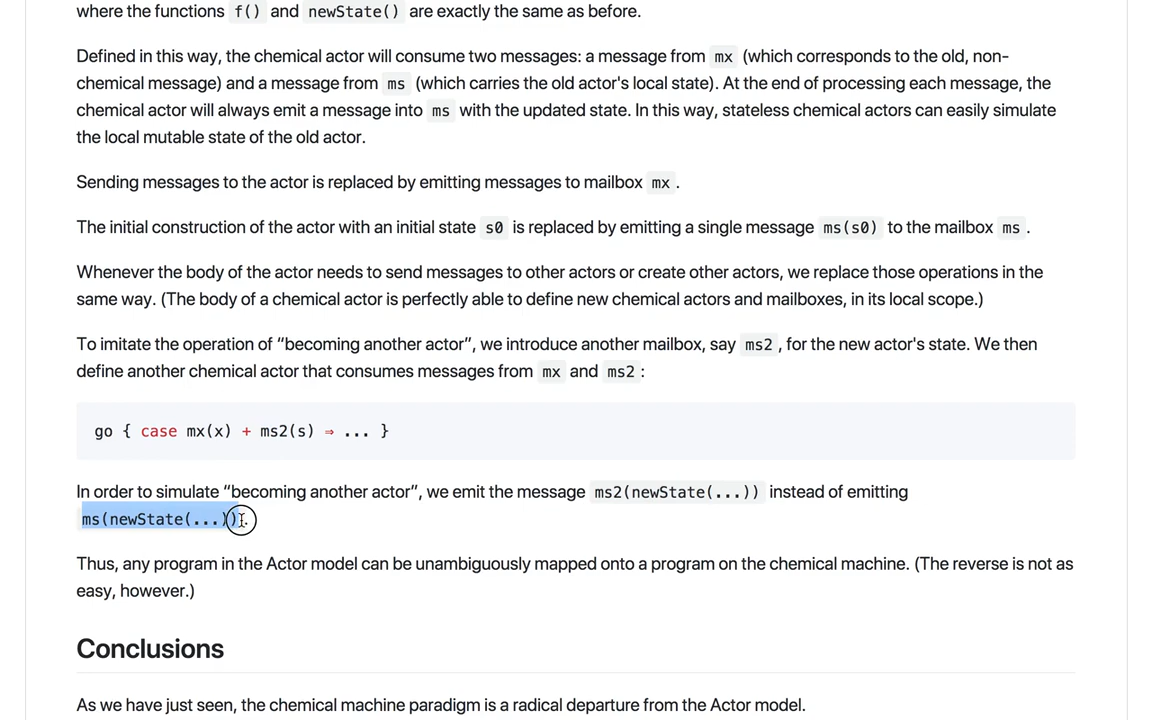 where the functions f() and newState() are exactly the same as before.
Defined in this way, the chemical actor will consume two messages: a message from mx (which corresponds to the old, non-
chemical message) and a message from ms (which carries the old actor's local state). At the end of processing each message, the
chemical actor will always emit a message into ms with the updated state. In this way, stateless chemical actors can easily simulate
the local mutable state of the old actor.
Sending messages to the actor is replaced by emitting messages to mailbox mx .
The initial construction of the actor with an initial state s0 is replaced by emitting a single message ms(s0) to the mailbox ms .
Whenever the body of the actor needs to send messages to other actors or create other actors, we replace those operations in the
same way. (The body of a chemical actor is perfectly able to define new chemical actors and mailboxes, in its local scope.)
To imitate the operation of “becoming another actor”, we introduce another mailbox, say ms2 , for the new actor's state. We then
define another chemical actor that consumes messages from mx and ms2 :
go { case mx(x) + ms2(s) ⇒ ... }
In order to simulate “becoming another actor”, we emit the message ms2(newState(...)) instead of emitting
ms(newState(...)).
Thus, any program in the Actor model can be unambiguously mapped onto a program on the chemical machine. (The reverse is not as
easy, however.)
Conclusions
As we have just seen, the chemical machine paradigm is a radical departure from the Actor model.